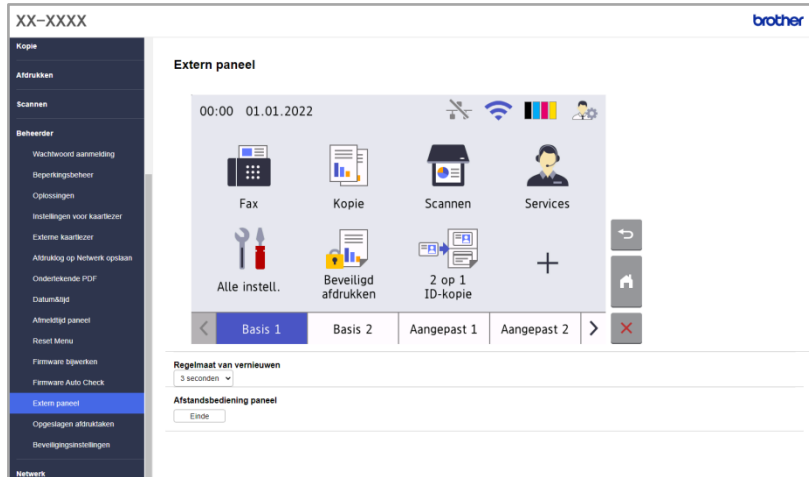 XX-XXXX
brother
Kopie
Afdrukken
Scannen
Beheerder
Wachtwoord aanmelding
Beperkingsbeheer
Oplossingen
Instellingen voor kaartlezer
Externe kaartlezer
Afdruklog op Netwerk opslaan
Ondertekende PDF
Datum&tijd
Afmeldtijd paneel
Reset Menu
Firmware bijwerken
Firmware Auto Check
Extern paneel
Opgeslagen afdruktaken
Beveiligingsinstellingen
Netwerk
Extern paneel
00:00 01.01.2022
Fax Kopie Scannen Services
Alle instell. Beveiligd afdrukken 2 op 1 ID-kopie
Basis 1 Basis 2 Aangepast 1 Aangepast 2
Regelmaat van vernieuwen
3 seconden
Afstandsbediening paneel
Einde